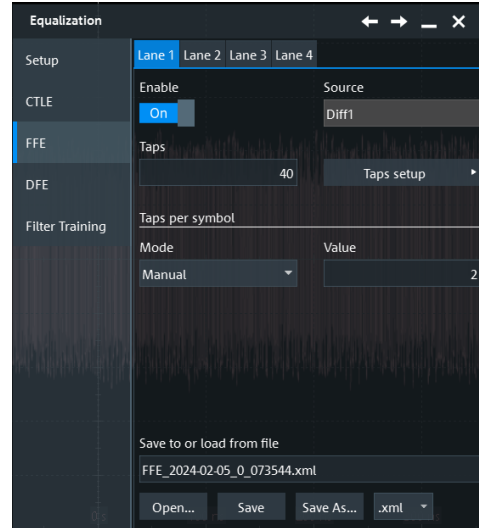 Equalization
Setup
CTLE
FFE
DFE
Filter Training
Lane 1 Lane 2 Lane 3 Lane 4
Enable
Source
On
Diff1
Taps
40
Taps setup
Taps per symbol
Mode
Value
Manual
2
Save to or load from file
FFE_2024-02-05_0_073544.xml
Open... Save Save As... .xml
0 s